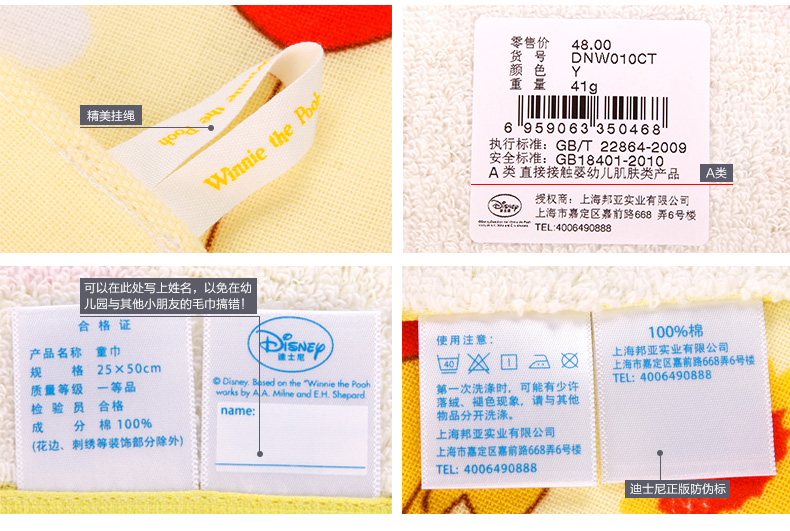 精美挂绳
Winnie the Pooh
Winnie the Pooh
零售价 48.00
货号 DNW010CT
颜色 Y
重量 41g
6 959063 350468
执行标准: GB/T 22864-2009
安全标准: GB18401-2010
A 类 直接接触婴幼儿肌肤类产品
A类
Disney
迪士尼
授权商: 上海邦亚实业有限公司
上海市嘉定区嘉前路668 弄6号楼
TEL:4006490888
可以在此处写上姓名，以免在幼
儿园与其他小朋友的毛巾搞错!
合格证
产品名称 童巾
规格 25×50cm
质量等级 一等品
检验员 合格
成分 棉 100%
(花边、刺绣等装饰部分除外)
Disney
迪士尼
© Disney. Based on the "Winnie the Pooh
works by A.A. Milne and E.H. Shepard.
name:
使用注意:
40
第一次洗涤时，可能有少许
落绒、褪色现象，请与其他
物品分开洗涤。
上海邦亚实业有限公司
上海市嘉定区嘉前路668弄6号楼
TEL: 4006490888
100%棉
上海邦亚实业有限公司
上海市嘉定区嘉前路668弄6号楼
TEL: 4006490888
迪士尼正版防伪标